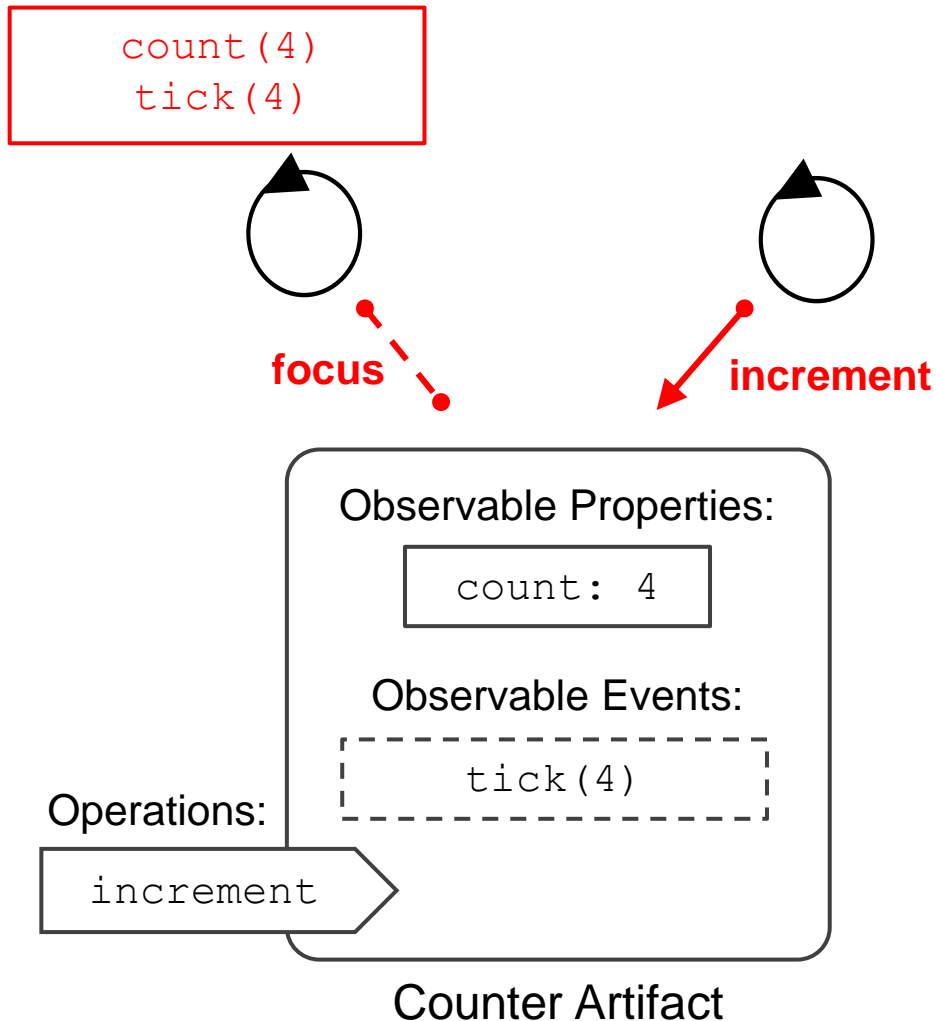 count(4)
tick(4)
focus
increment
Observable Properties:
count: 4
Observable Events:
tick(4)
Operations:
increment
Counter Artifact